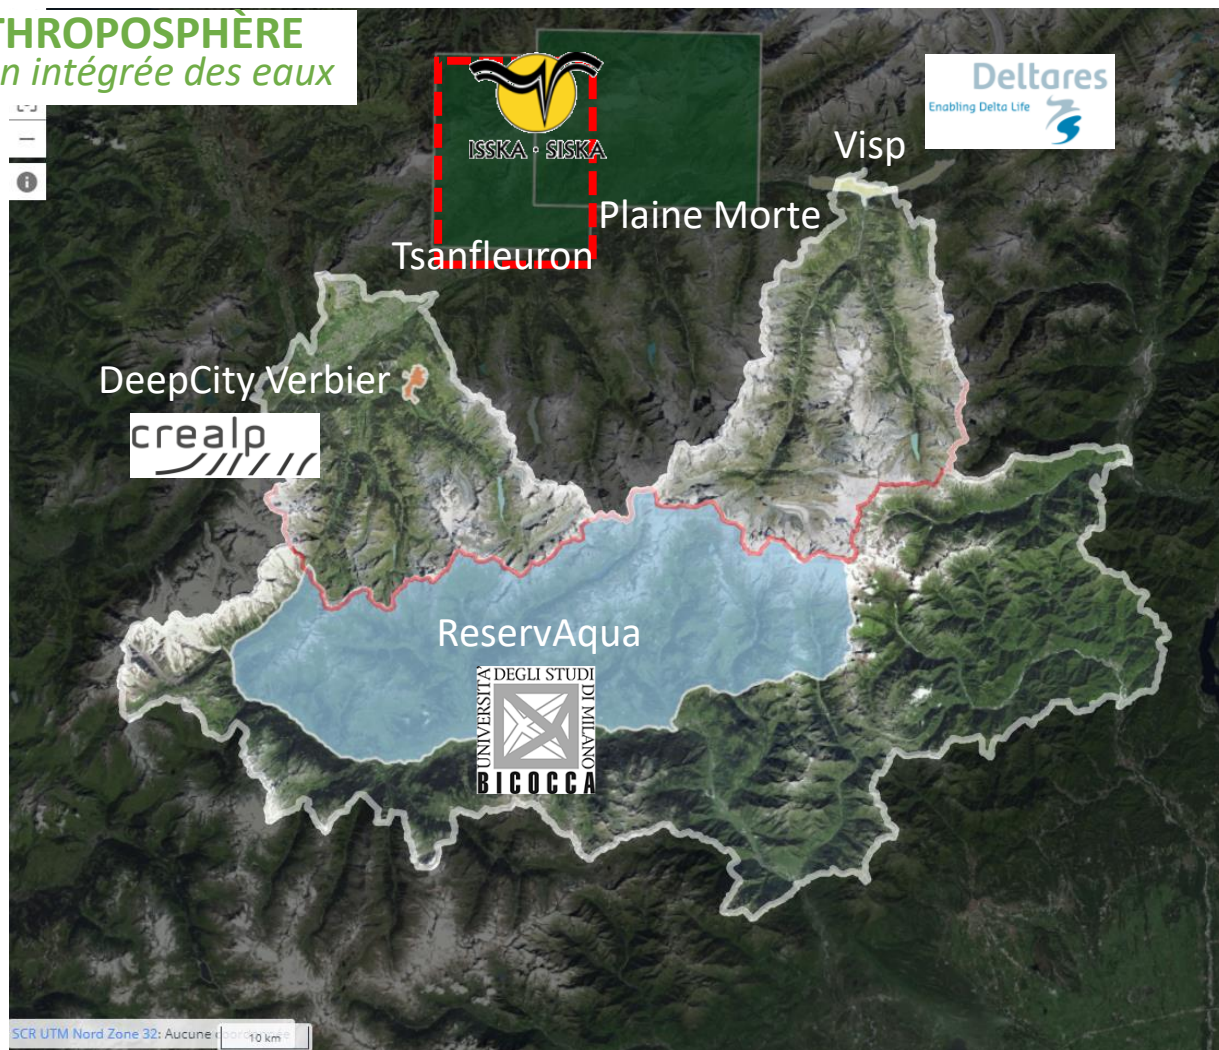 THROPOSPHÈRE
n intégrée des eaux
ISSKA · SISKA
Deltares
Enabling Delta Life
Visp
Plaine Morte
Tsanfleuron
DeepCity Verbier
crealp
ReservAqua
UNIVERSITÀ DEGLI STUDI DI MILANO
BICOCCA
SCR UTM Nord Zone 32: Aucune
10 km